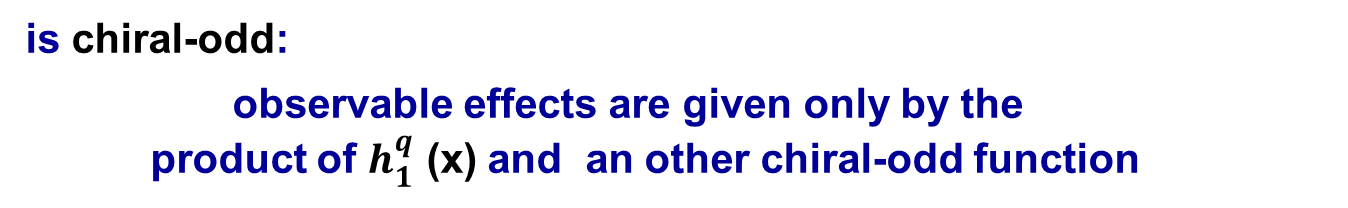 is chiral-odd:
observable effects are given only by the
product of $h_1^q$ (x) and an other chiral-odd function